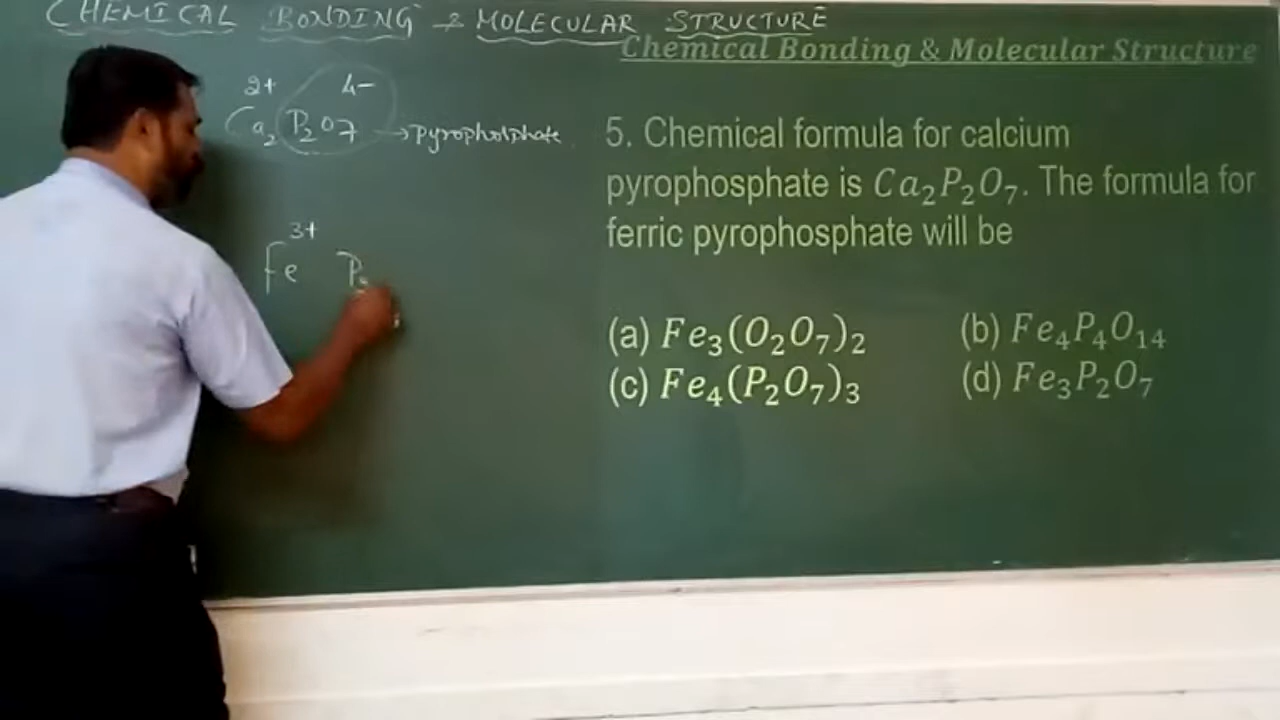 CHEMICAL BONDING & MOLECULAR STRUCTURE
Chemical Bonding & Molecular Structure
2+ 4-
Ca₂ P₂O₇ → Pyrophosphate
3+
Fe P₂
5. Chemical formula for calcium
pyrophosphate is Ca₂P₂O₇. The formula for
ferric pyrophosphate will be
(a) Fe₃(O₂O₇)₂ (b) Fe₄P₄O₁₄
(c) Fe₄(P₂O₇)₃ (d) Fe₃P₂O₇